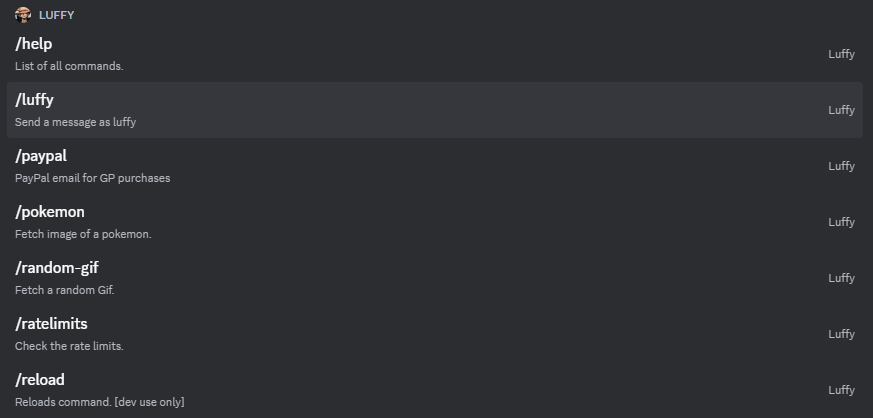 LUFFY
/help
List of all commands.
Luffy
/luffy
Send a message as luffy
Luffy
/paypal
PayPal email for GP purchases
Luffy
/pokemon
Fetch image of a pokemon.
Luffy
/random-gif
Fetch a random Gif.
Luffy
/ratelimits
Check the rate limits.
Luffy
/reload
Reloads command. [dev use only]
Luffy